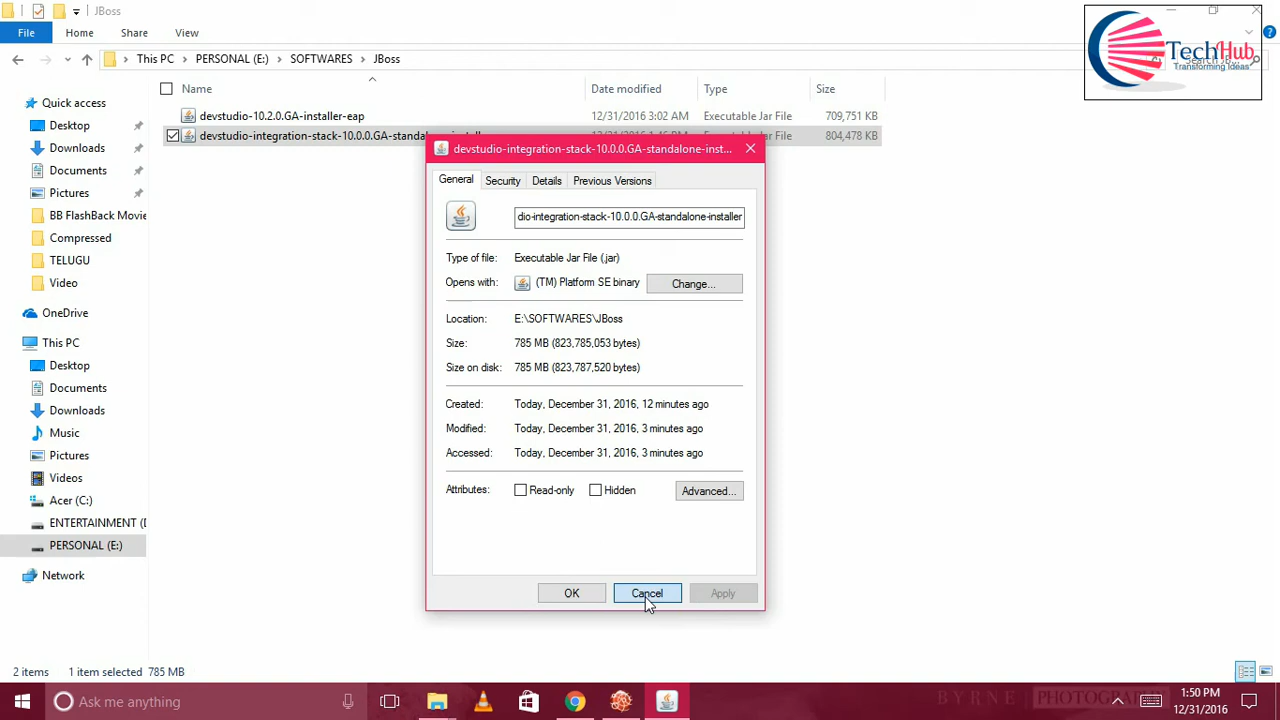 JBoss
File Home Share View
This PC PERSONAL (E:) SOFTWARES JBoss
TechHub
Transforming Ideas
Name Date modified Type Size
devstudio-10.2.0.GA-installer-eap 12/31/2016 3:02 AM Executable Jar File 709,751 KB
devstudio-integration-stack-10.0.0.GA-standalone-install 12/31/2016 1:46 PM Executable Jar File 804,478 KB
Quick access
Desktop
Downloads
Documents
Pictures
BB FlashBack Movie
Compressed
TELUGU
Video
OneDrive
This PC
Desktop
Documents
Downloads
Music
Pictures
Videos
Acer (C:)
ENTERTAINMENT (D
PERSONAL (E:)
Network
devstudio-integration-stack-10.0.0.GA-standalone-inst...
General Security Details Previous Versions
dio-integration-stack-10.0.0.GA-standalone-installer
Type of file: Executable Jar File (.jar)
Opens with: (TM) Platform SE binary Change...
Location: E:\SOFTWARES\JBoss
Size: 785 MB (823,785,053 bytes)
Size on disk: 785 MB (823,787,520 bytes)
Created: Today, December 31, 2016, 12 minutes ago
Modified: Today, December 31, 2016, 3 minutes ago
Accessed: Today, December 31, 2016, 3 minutes ago
Attributes: Read-only Hidden Advanced...
OK Cancel Apply
2 items 1 item selected 785 MB
Ask me anything
BYRNE PHOTOGRAPHY
1:50 PM
12/31/2016